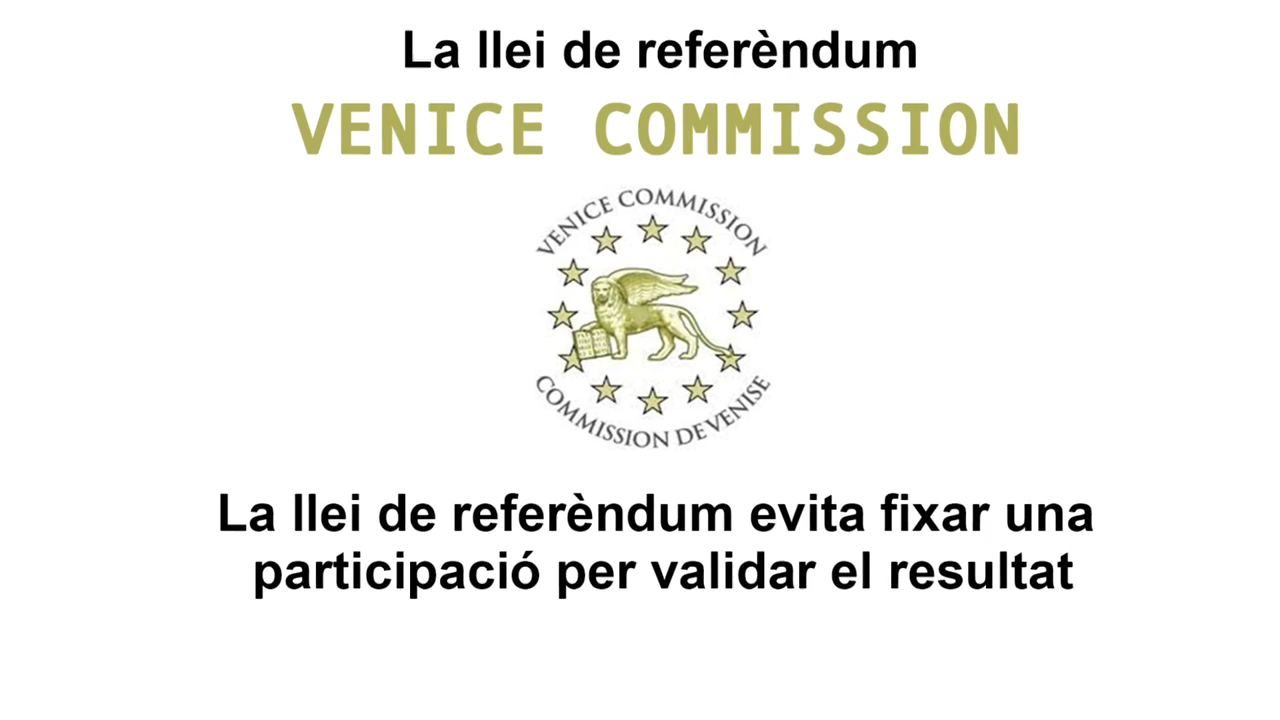 La llei de referèndum
VENICE COMMISSION
VENICE COMMISSION
COMMISSION DE VENISE
La llei de referèndum evita fixar una
participació per validar el resultat